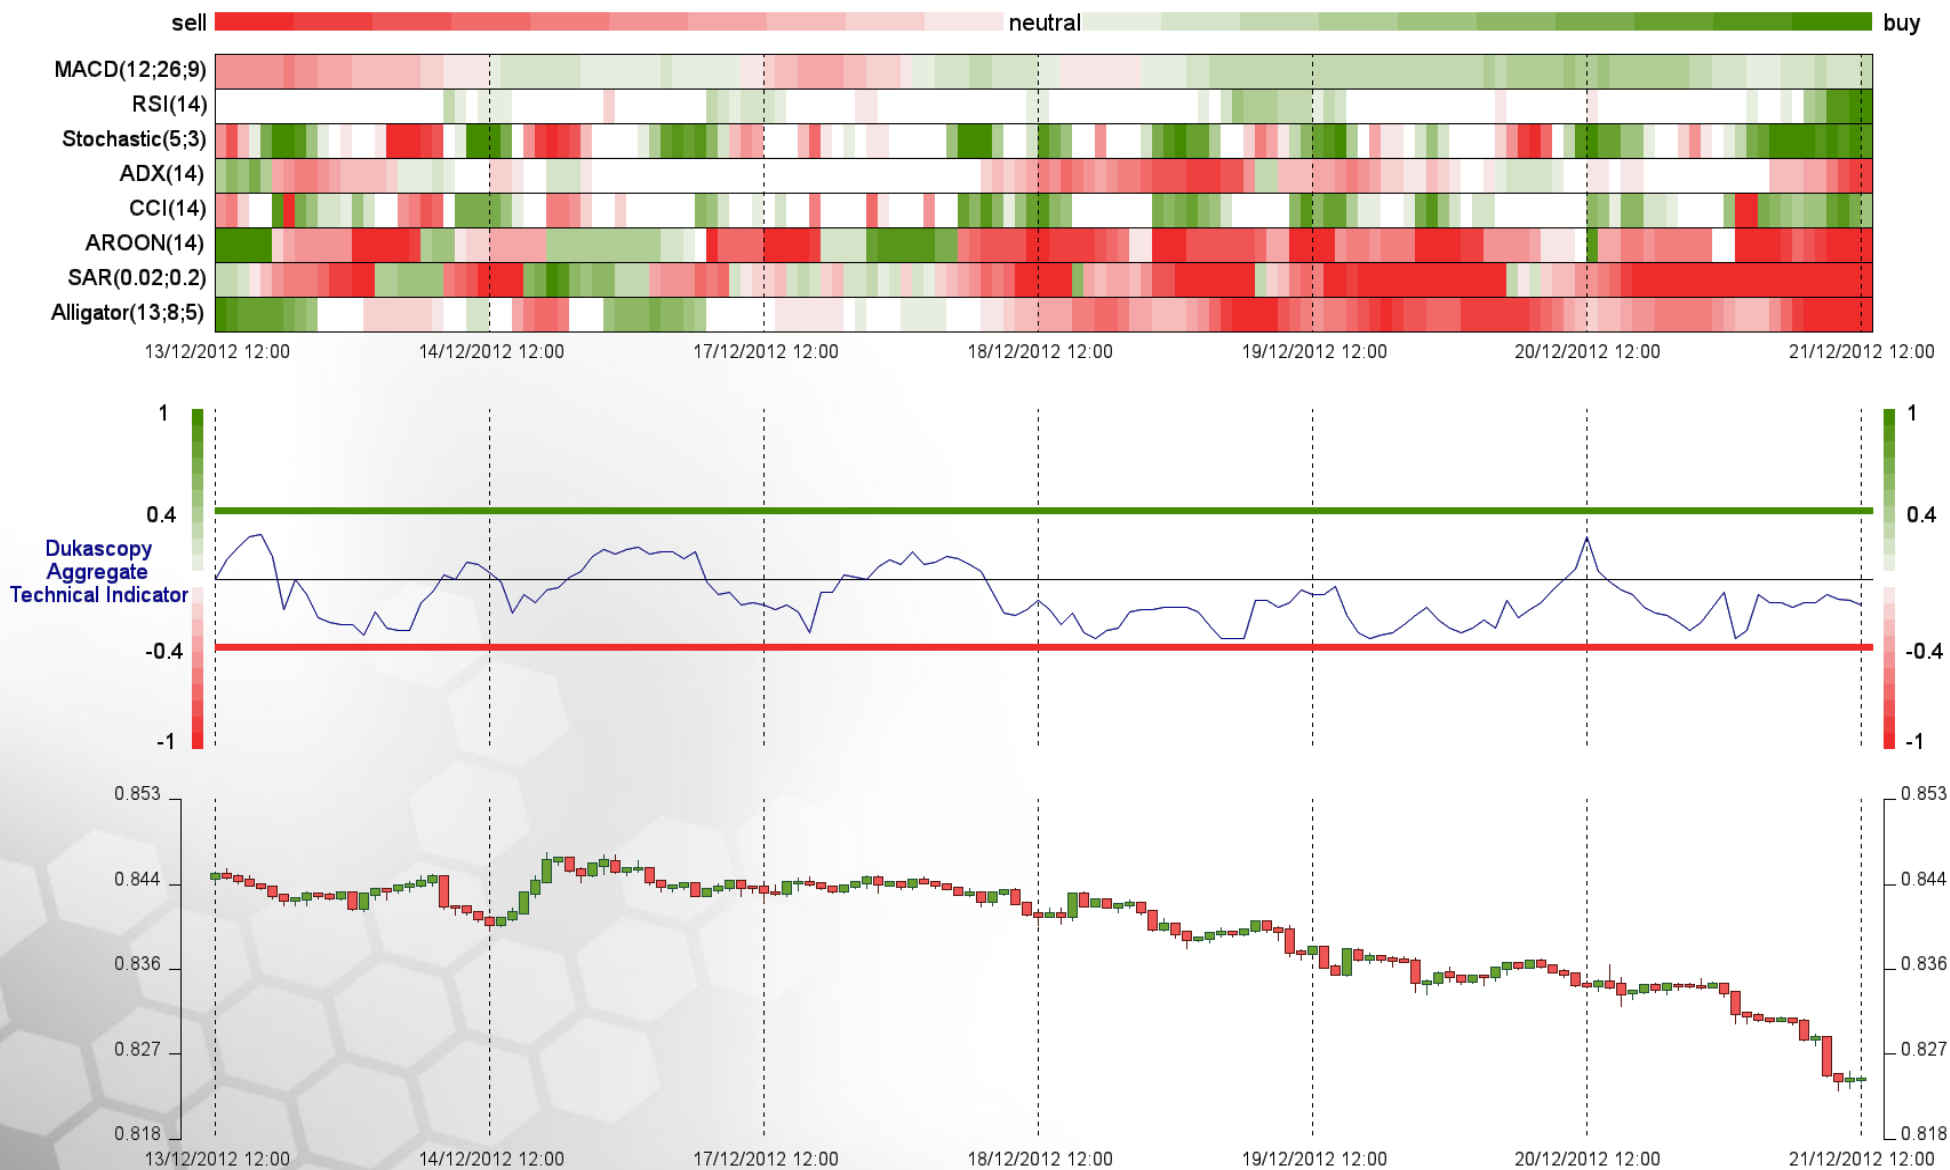 sell neutral buy
MACD(12;26;9)
RSI(14)
Stochastic(5;3)
ADX(14)
CCI(14)
AROON(14)
SAR(0.02;0.2)
Alligator(13;8;5)
13/12/2012 12:00 14/12/2012 12:00 17/12/2012 12:00 18/12/2012 12:00 19/12/2012 12:00 20/12/2012 12:00 21/12/2012 12:00
1 1
0.4 0.4
Dukascopy
Aggregate
Technical Indicator
-0.4 -0.4
-1 -1
0.853 0.853
0.844 0.844
0.836 0.836
0.827 0.827
0.818 0.818
13/12/2012 12:00 14/12/2012 12:00 17/12/2012 12:00 18/12/2012 12:00 19/12/2012 12:00 20/12/2012 12:00 21/12/2012 12:00